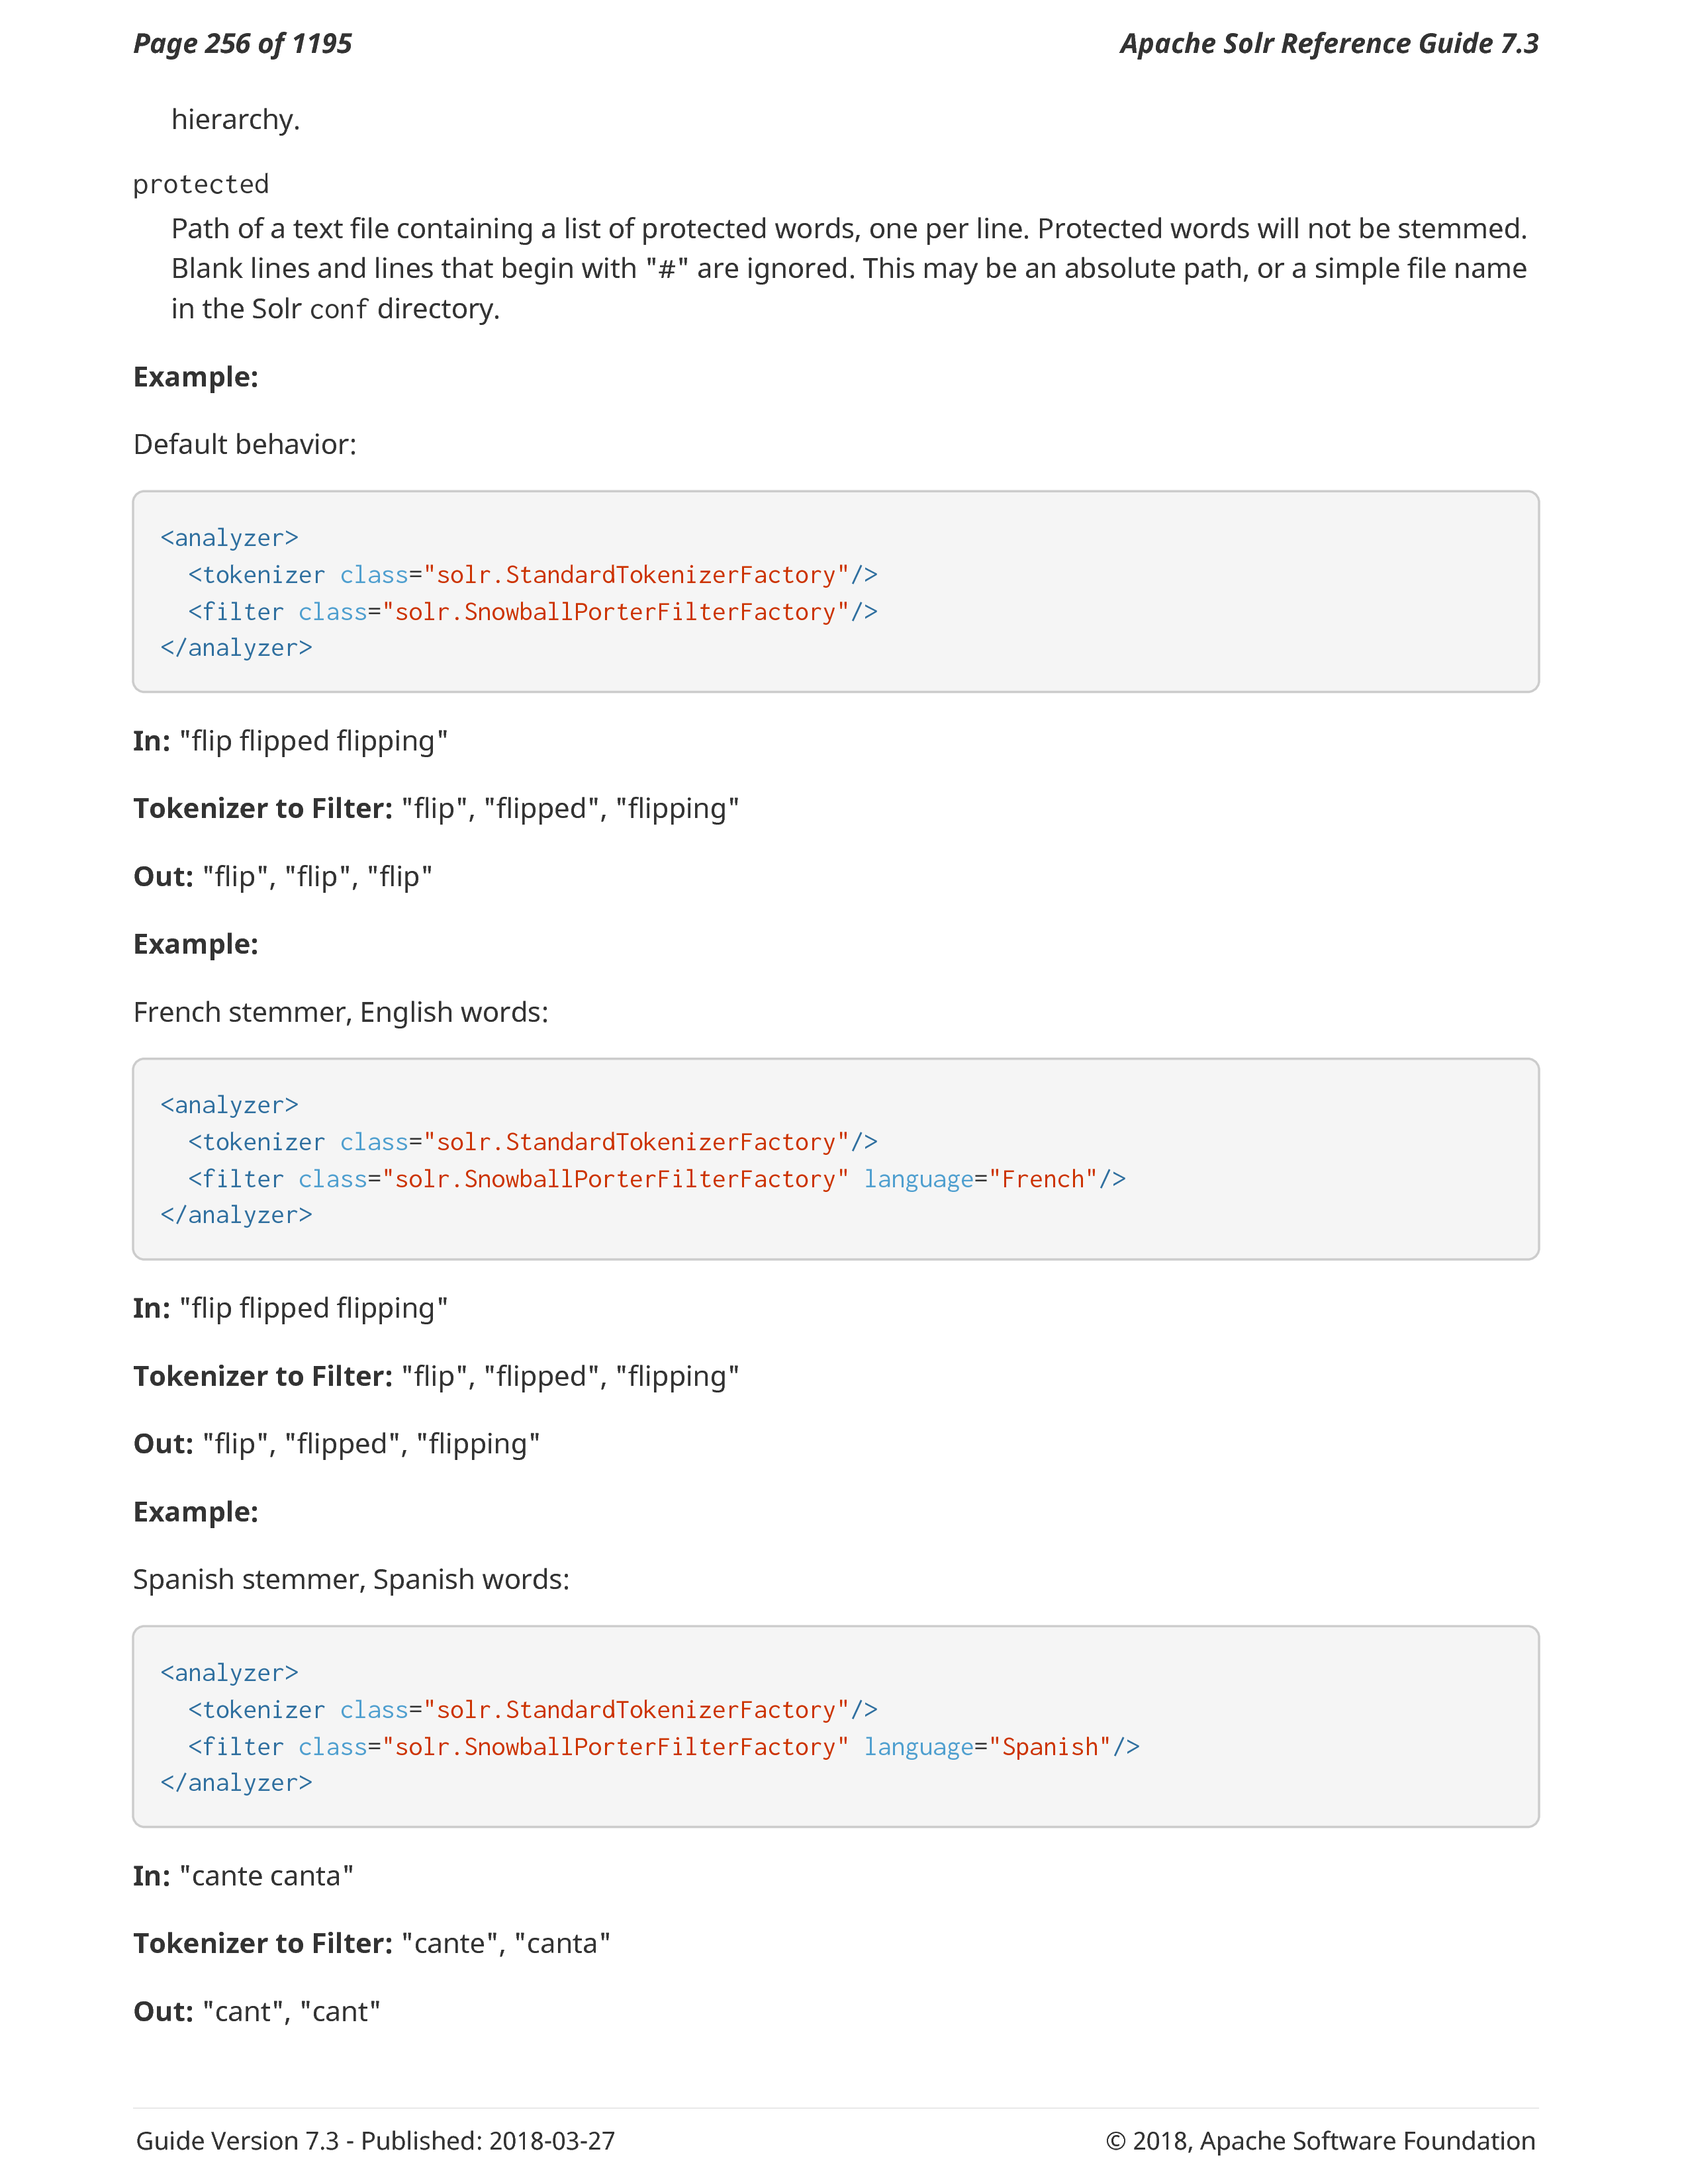 Page 256 of 1195
Apache Solr Reference Guide 7.3
hierarchy.
protected
Path of a text file containing a list of protected words, one per line. Protected words will not be stemmed.
Blank lines and lines that begin with "#" are ignored. This may be an absolute path, or a simple file name
in the Solr conf directory.
Example:
Default behavior:
<analyzer>
  <tokenizer class="solr.StandardTokenizerFactory"/>
  <filter class="solr.SnowballPorterFilterFactory"/>
</analyzer>
In: "flip flipped flipping"
Tokenizer to Filter: "flip", "flipped", "flipping"
Out: "flip", "flip", "flip"
Example:
French stemmer, English words:
<analyzer>
  <tokenizer class="solr.StandardTokenizerFactory"/>
  <filter class="solr.SnowballPorterFilterFactory" language="French"/>
</analyzer>
In: "flip flipped flipping"
Tokenizer to Filter: "flip", "flipped", "flipping"
Out: "flip", "flipped", "flipping"
Example:
Spanish stemmer, Spanish words:
<analyzer>
  <tokenizer class="solr.StandardTokenizerFactory"/>
  <filter class="solr.SnowballPorterFilterFactory" language="Spanish"/>
</analyzer>
In: "cante canta"
Tokenizer to Filter: "cante", "canta"
Out: "cant", "cant"
Guide Version 7.3 - Published: 2018-03-27
© 2018, Apache Software Foundation